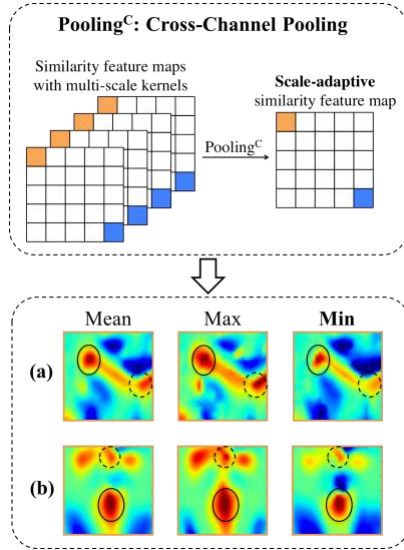 Pooling^C: Cross-Channel Pooling
Similarity feature maps
with multi-scale kernels
Scale-adaptive
similarity feature map
Pooling^C
Mean Max Min
(a)
(b)